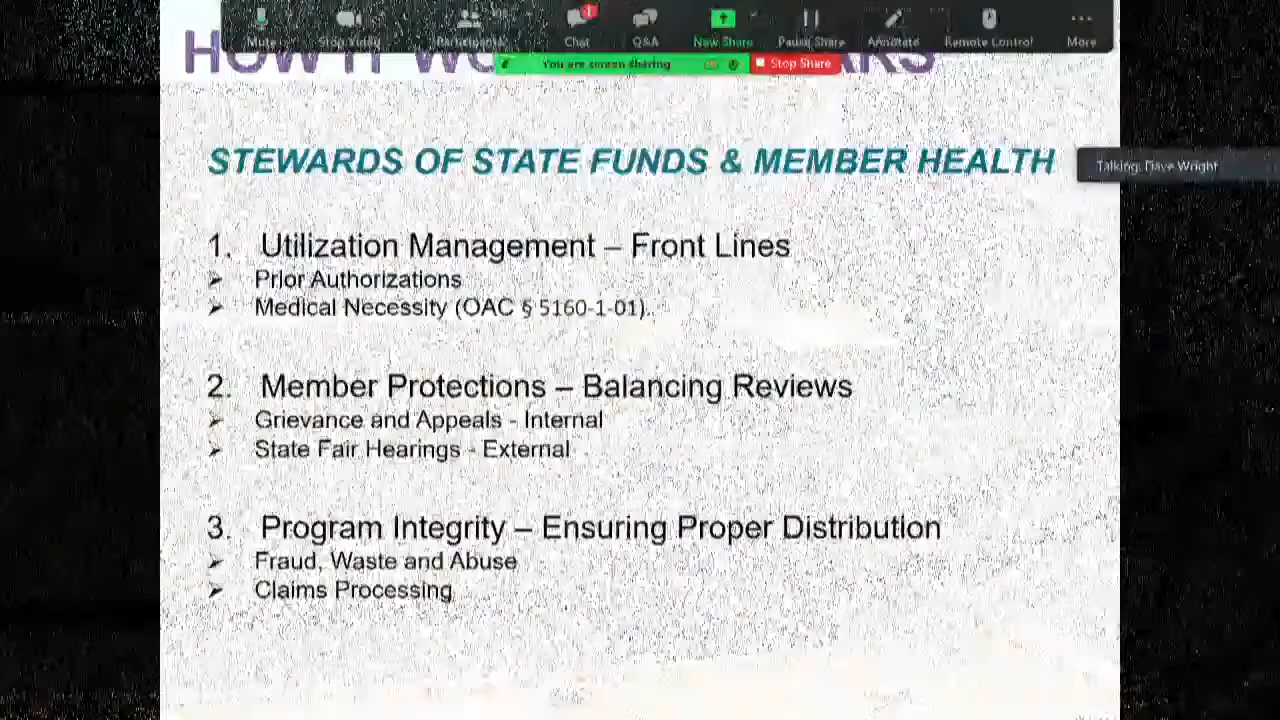 Mute Stop Video Participants Chat 1 Q&A New Share Pause Share Annotate Remote Control More
HOW IT
You are screen sharing Stop Share
STEWARDS OF STATE FUNDS & MEMBER HEALTH
Talking: Dave Wright
1. Utilization Management – Front Lines
➢ Prior Authorizations
➢ Medical Necessity (OAC § 5160-1-01)..
2. Member Protections – Balancing Reviews
➢ Grievance and Appeals - Internal
➢ State Fair Hearings - External
3. Program Integrity – Ensuring Proper Distribution
➢ Fraud, Waste and Abuse
➢ Claims Processing